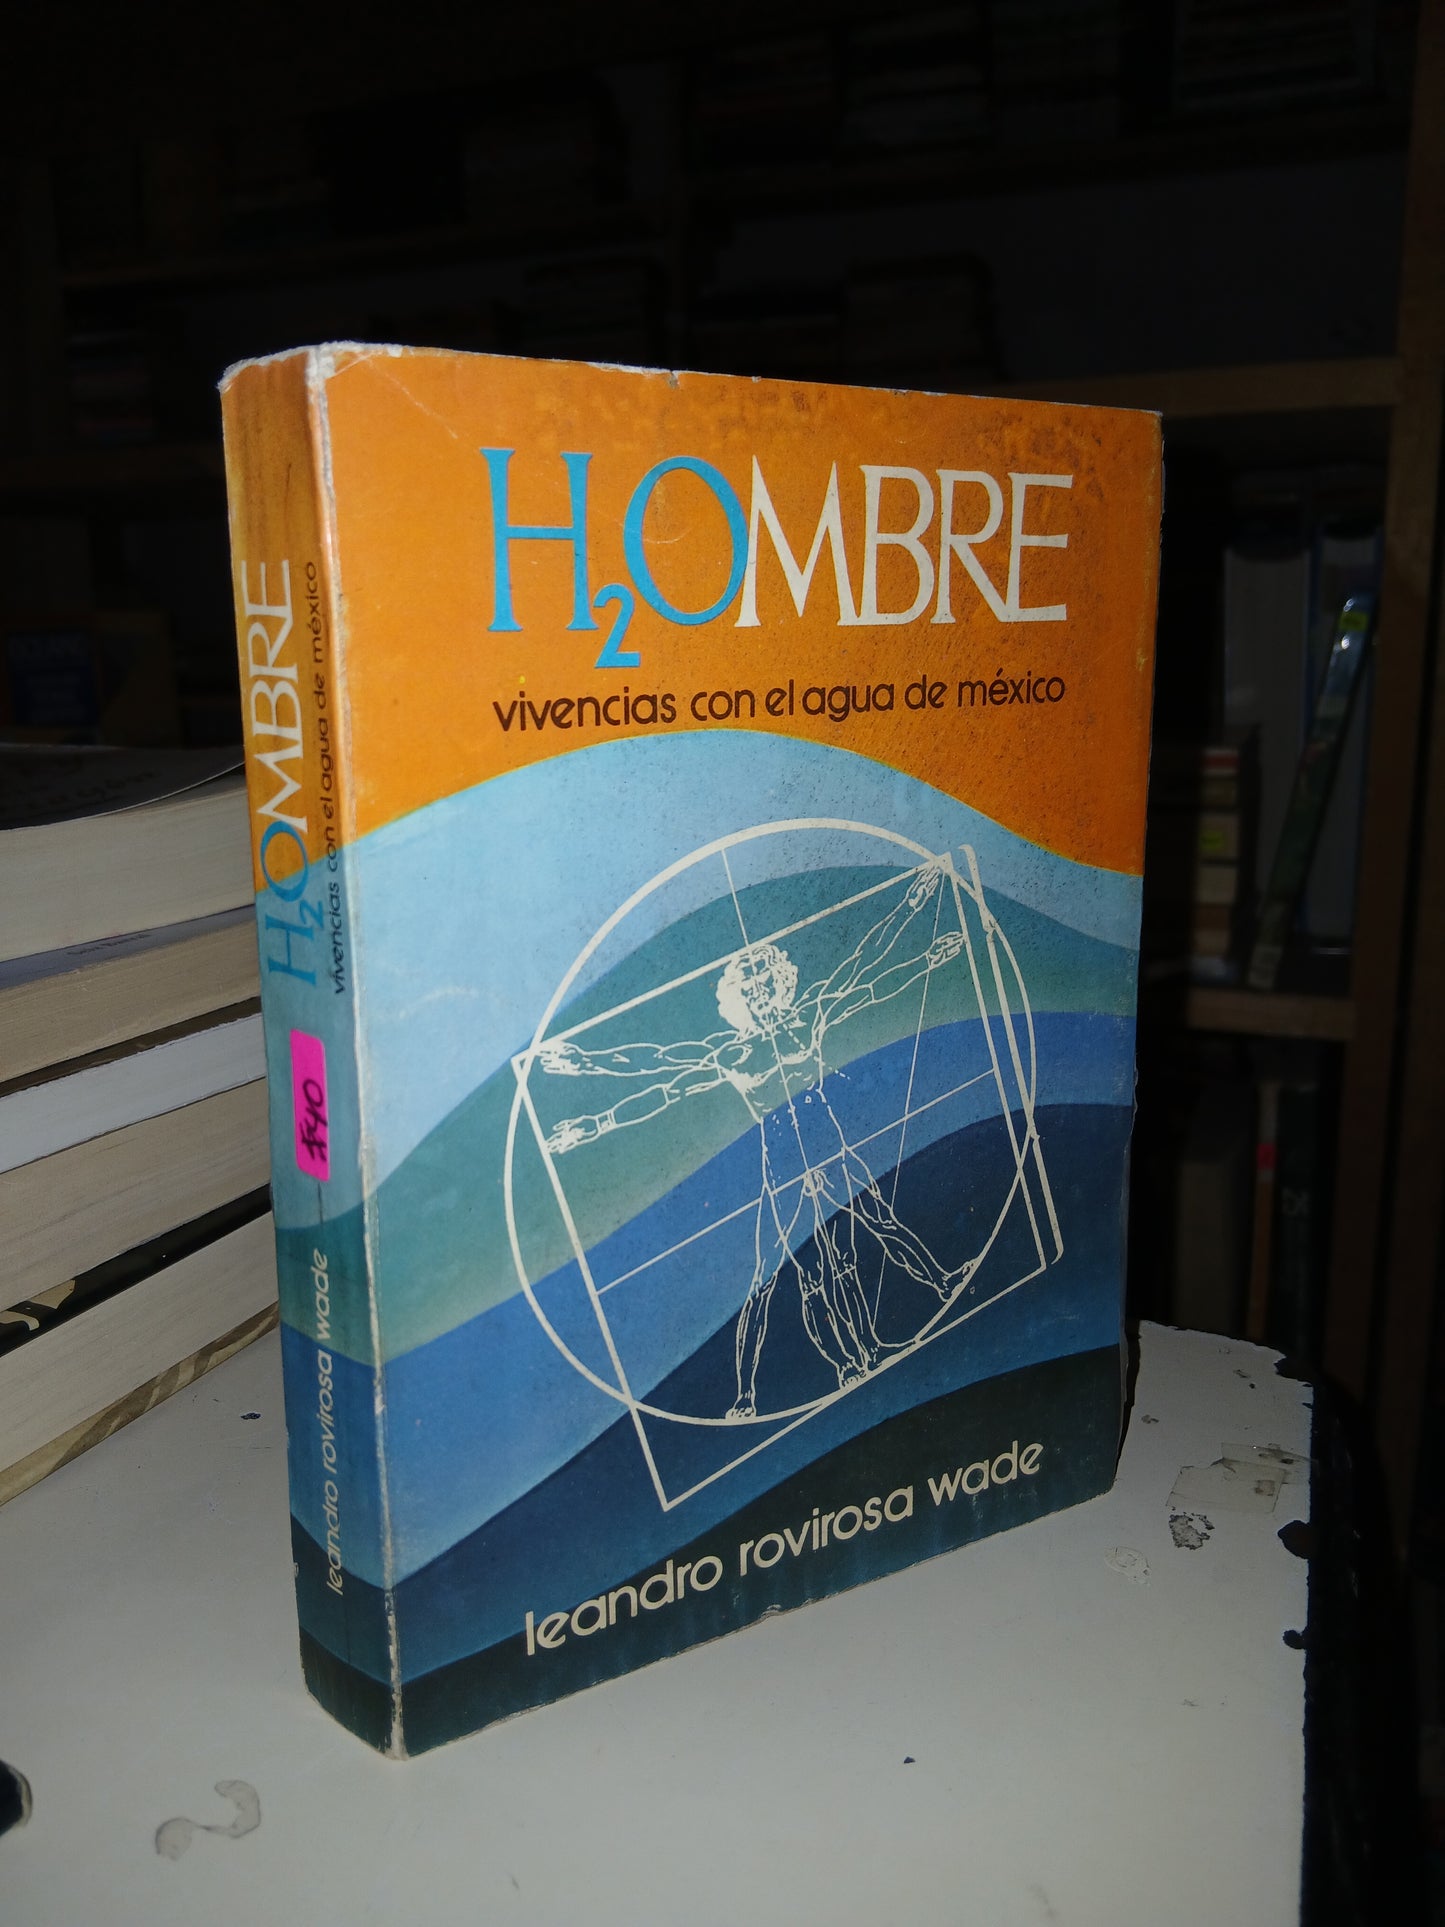 H2OMBRE
vivencias con el agua de méxico
leandro rovirosa wade
H2OMBRE
vivencias con el agua de méxico
$40
leandro rovirosa wade
25